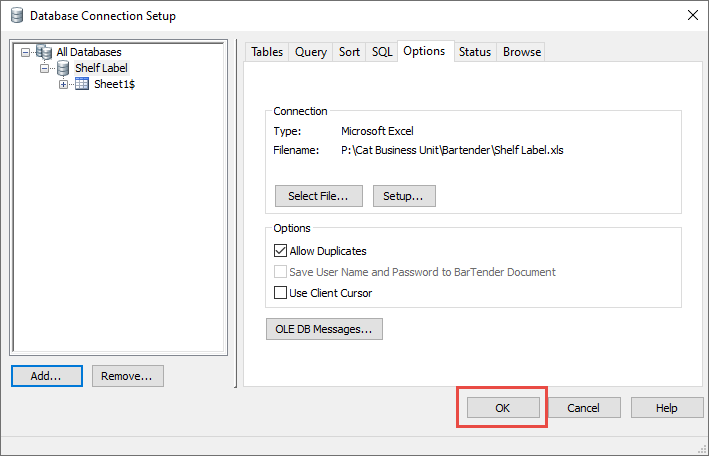 Database Connection Setup
All Databases
Shelf Label
Sheet1$
Add...
Remove...
Tables Query Sort SQL Options Status Browse
Connection
Type: Microsoft Excel
Filename: P:\Cat Business Unit\Bartender\Shelf Label.xls
Select File... Setup...
Options
Allow Duplicates
Save User Name and Password to BarTender Document
Use Client Cursor
OLE DB Messages...
OK Cancel Help